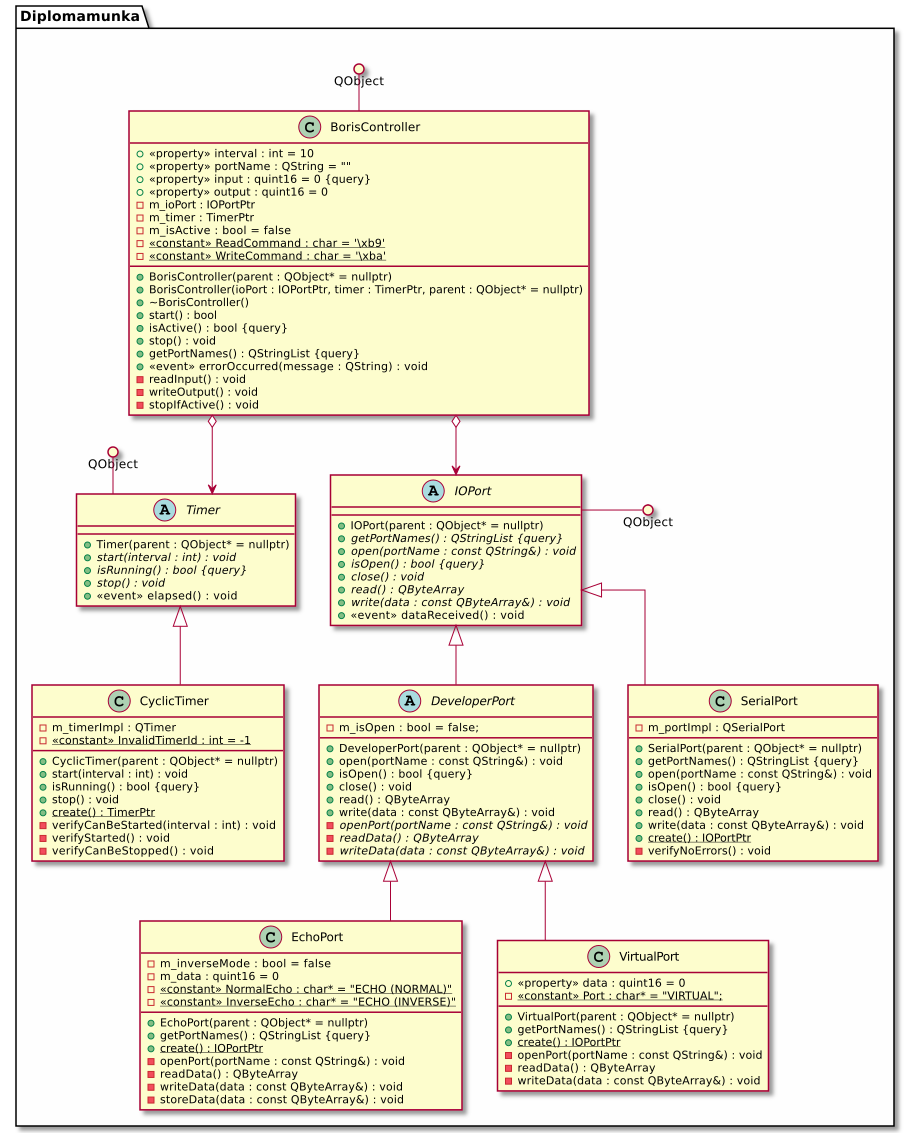 Diplomamunka
QObject
C BorisController
«property» interval : int = 10
«property» portName : QString = ""
«property» input : quint16 = 0 {query}
«property» output : quint16 = 0
m_ioPort : IOPortPtr
m_timer : TimerPtr
m_isActive : bool = false
«constant» ReadCommand : char = '\xb9'
«constant» WriteCommand : char = '\xba'
BorisController(parent : QObject* = nullptr)
BorisController(ioPort : IOPortPtr, timer : TimerPtr, parent : QObject* = nullptr)
~BorisController()
start() : bool
isActive() : bool {query}
stop() : void
getPortNames() : QStringList {query}
«event» errorOccurred(message : QString) : void
readInput() : void
writeOutput() : void
stopIfActive() : void
QObject
A Timer
Timer(parent : QObject* = nullptr)
start(interval : int) : void
isRunning() : bool {query}
stop() : void
«event» elapsed() : void
A IOPort
IOPort(parent : QObject* = nullptr)
getPortNames() : QStringList {query}
open(portName : const QString&) : void
isOpen() : bool {query}
close() : void
read() : QByteArray
write(data : const QByteArray&) : void
«event» dataReceived() : void
QObject
C CyclicTimer
m_timerImpl : QTimer
«constant» InvalidTimerId : int = -1
CyclicTimer(parent : QObject* = nullptr)
start(interval : int) : void
isRunning() : bool {query}
stop() : void
create() : TimerPtr
verifyCanBeStarted(interval : int) : void
verifyStarted() : void
verifyCanBeStopped() : void
A DeveloperPort
m_isOpen : bool = false;
DeveloperPort(parent : QObject* = nullptr)
open(portName : const QString&) : void
isOpen() : bool {query}
close() : void
read() : QByteArray
write(data : const QByteArray&) : void
openPort(portName : const QString&) : void
readData() : QByteArray
writeData(data : const QByteArray&) : void
C SerialPort
m_portImpl : QSerialPort
SerialPort(parent : QObject* = nullptr)
getPortNames() : QStringList {query}
open(portName : const QString&) : void
isOpen() : bool {query}
close() : void
read() : QByteArray
write(data : const QByteArray&) : void
create() : IOPortPtr
verifyNoErrors() : void
C EchoPort
m_inverseMode : bool = false
m_data : quint16 = 0
«constant» NormalEcho : char* = "ECHO (NORMAL)"
«constant» InverseEcho : char* = "ECHO (INVERSE)"
EchoPort(parent : QObject* = nullptr)
getPortNames() : QStringList {query}
create() : IOPortPtr
openPort(portName : const QString&) : void
readData() : QByteArray
writeData(data : const QByteArray&) : void
storeData(data : const QByteArray&) : void
C VirtualPort
«property» data : quint16 = 0
«constant» Port : char* = "VIRTUAL";
VirtualPort(parent : QObject* = nullptr)
getPortNames() : QStringList {query}
create() : IOPortPtr
openPort(portName : const QString&) : void
readData() : QByteArray
writeData(data : const QByteArray&) : void